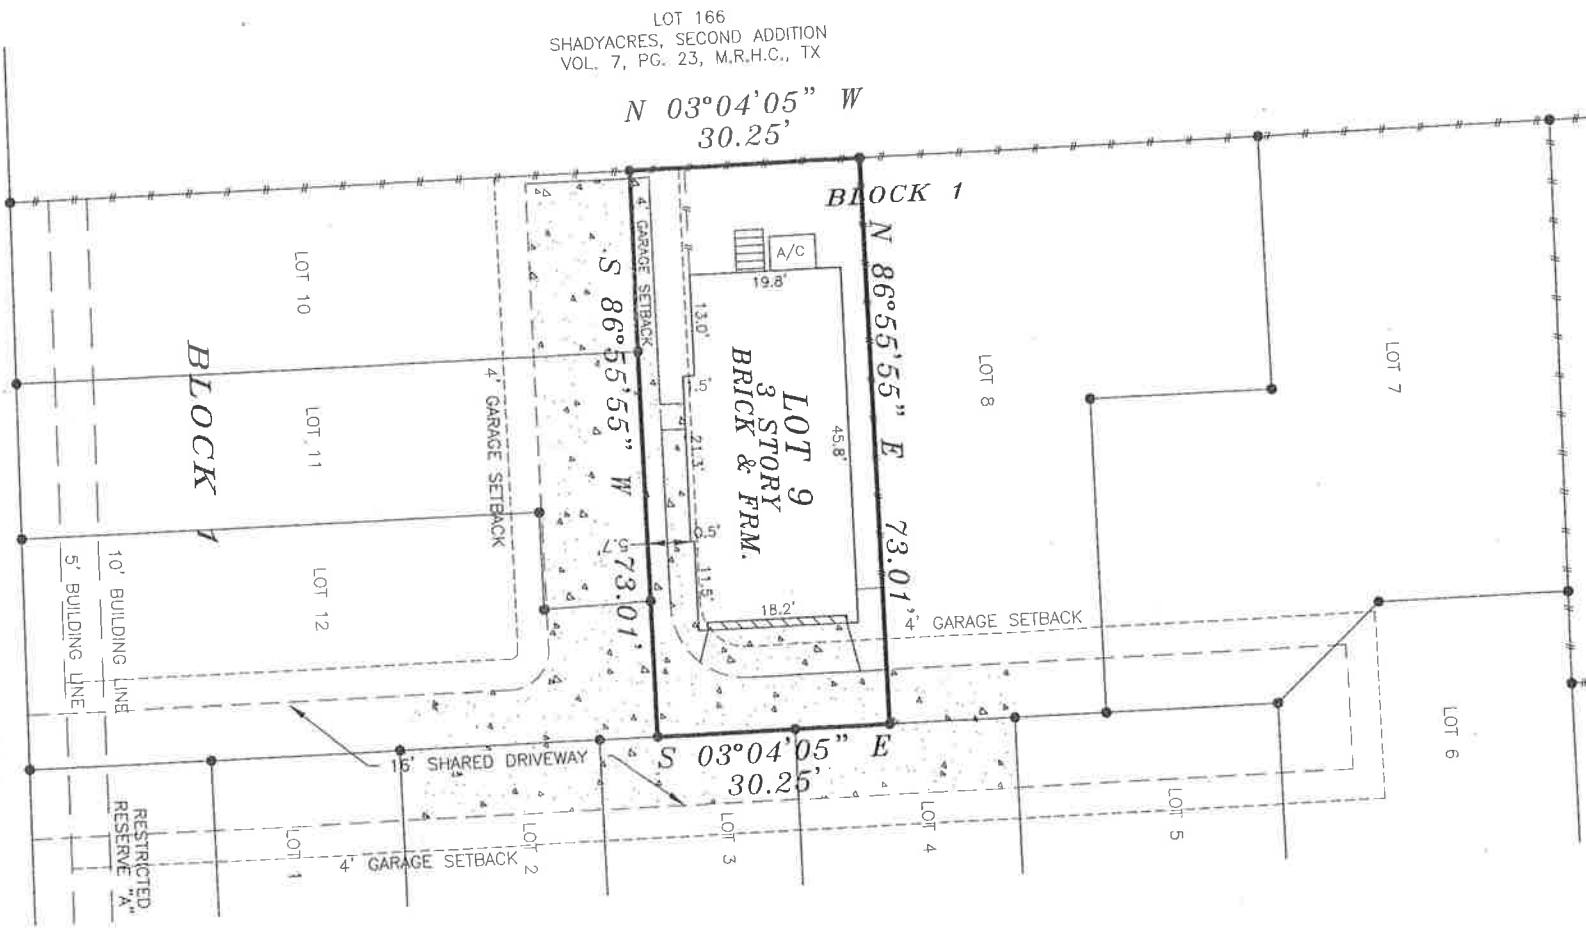 LOT 166
SHADYACRES, SECOND ADDITION
VOL. 7, PG. 23, M.R.H.C., TX
N 03°04'05" W
30.25'
BLOCK 1
N 86°55'55" E 73.01'
S 86°55'55" W 73.01'
4' GARAGE SETBACK
A/C
19.8'
13.0'
.5'
21.3'
0.5'
11.5'
5.7'
45.8'
18.2'
LOT 9
3 STORY
BRICK & FRM.
LOT 10
LOT 11
LOT 12
BLOCK 1
4' GARAGE SETBACK
LOT 8
LOT 7
4' GARAGE SETBACK
10' BUILDING LINE
5' BUILDING LINE
16' SHARED DRIVEWAY
S 03°04'05" E
30.25'
LOT 6
LOT 5
LOT 4
LOT 3
LOT 2
LOT 1
4' GARAGE SETBACK
RESTRICTED
RESERVE "A"